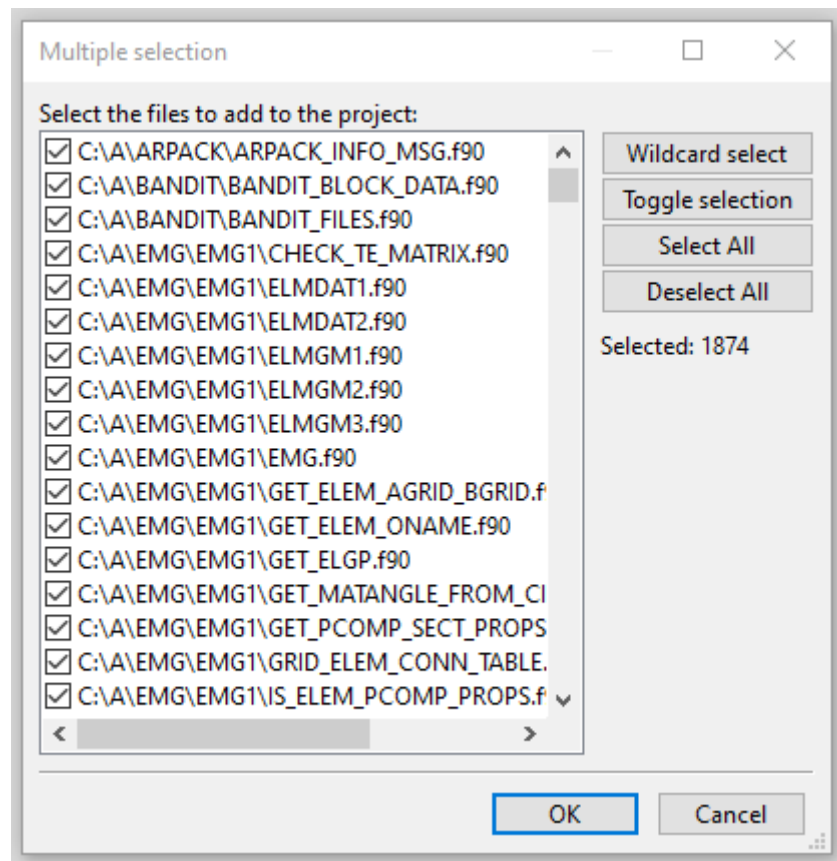 Multiple selection
Select the files to add to the project:
C:\A\ARPACK\ARPACK_INFO_MSG.f90
C:\A\BANDIT\BANDIT_BLOCK_DATA.f90
C:\A\BANDIT\BANDIT_FILES.f90
C:\A\EMG\EMG1\CHECK_TE_MATRIX.f90
C:\A\EMG\EMG1\ELMDAT1.f90
C:\A\EMG\EMG1\ELMDAT2.f90
C:\A\EMG\EMG1\ELMGM1.f90
C:\A\EMG\EMG1\ELMGM2.f90
C:\A\EMG\EMG1\ELMGM3.f90
C:\A\EMG\EMG1\EMG.f90
C:\A\EMG\EMG1\GET_ELEM_AGRID_BGRID.f
C:\A\EMG\EMG1\GET_ELEM_ONAME.f90
C:\A\EMG\EMG1\GET_ELGP.f90
C:\A\EMG\EMG1\GET_MATANGLE_FROM_CI
C:\A\EMG\EMG1\GET_PCOMP_SECT_PROPS
C:\A\EMG\EMG1\GRID_ELEM_CONN_TABLE.
C:\A\EMG\EMG1\IS_ELEM_PCOMP_PROPS.f
Wildcard select
Toggle selection
Select All
Deselect All
Selected: 1874
OK
Cancel